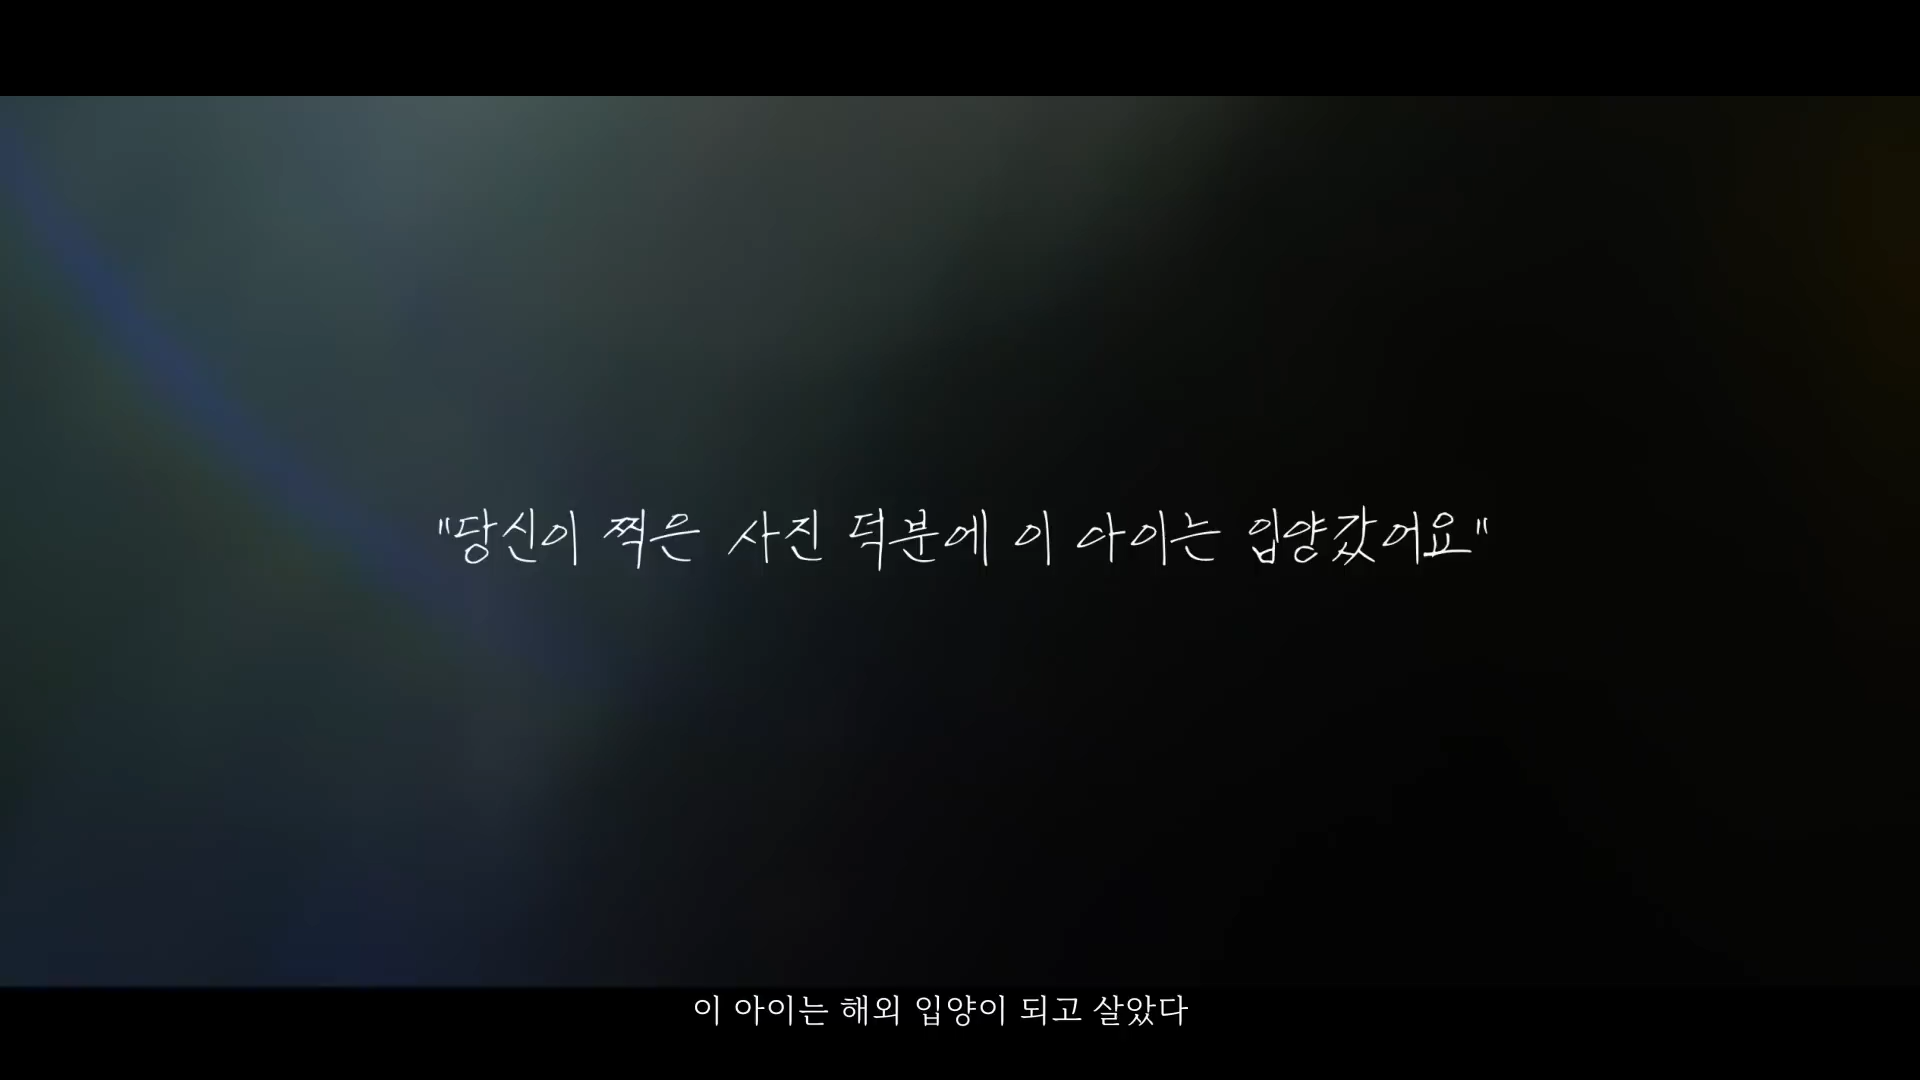 "당신이 찍은 사진 덕분에 이 아이는 입양갔어요"
이 아이는 해외 입양이 되고 살았다